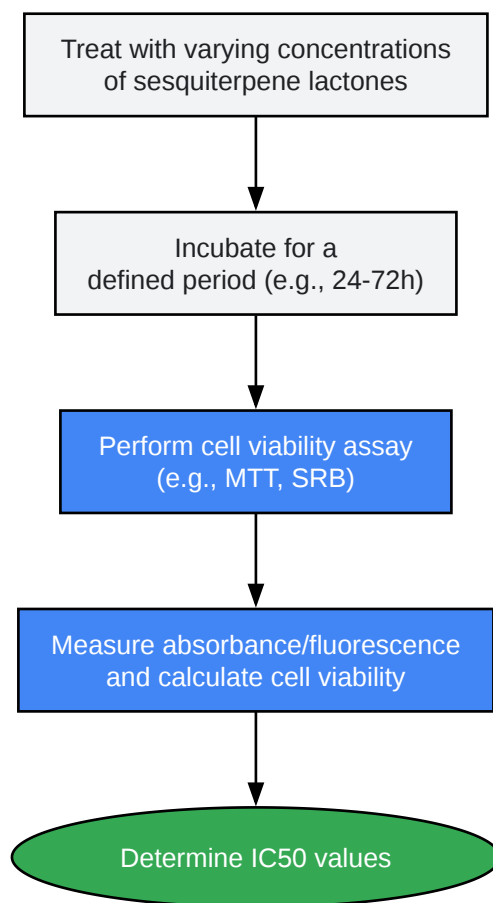 Treat with varying concentrations
of sesquiterpene lactones
Incubate for a
defined period (e.g., 24-72h)
Perform cell viability assay
(e.g., MTT, SRB)
Measure absorbance/fluorescence
and calculate cell viability
Determine IC50 values